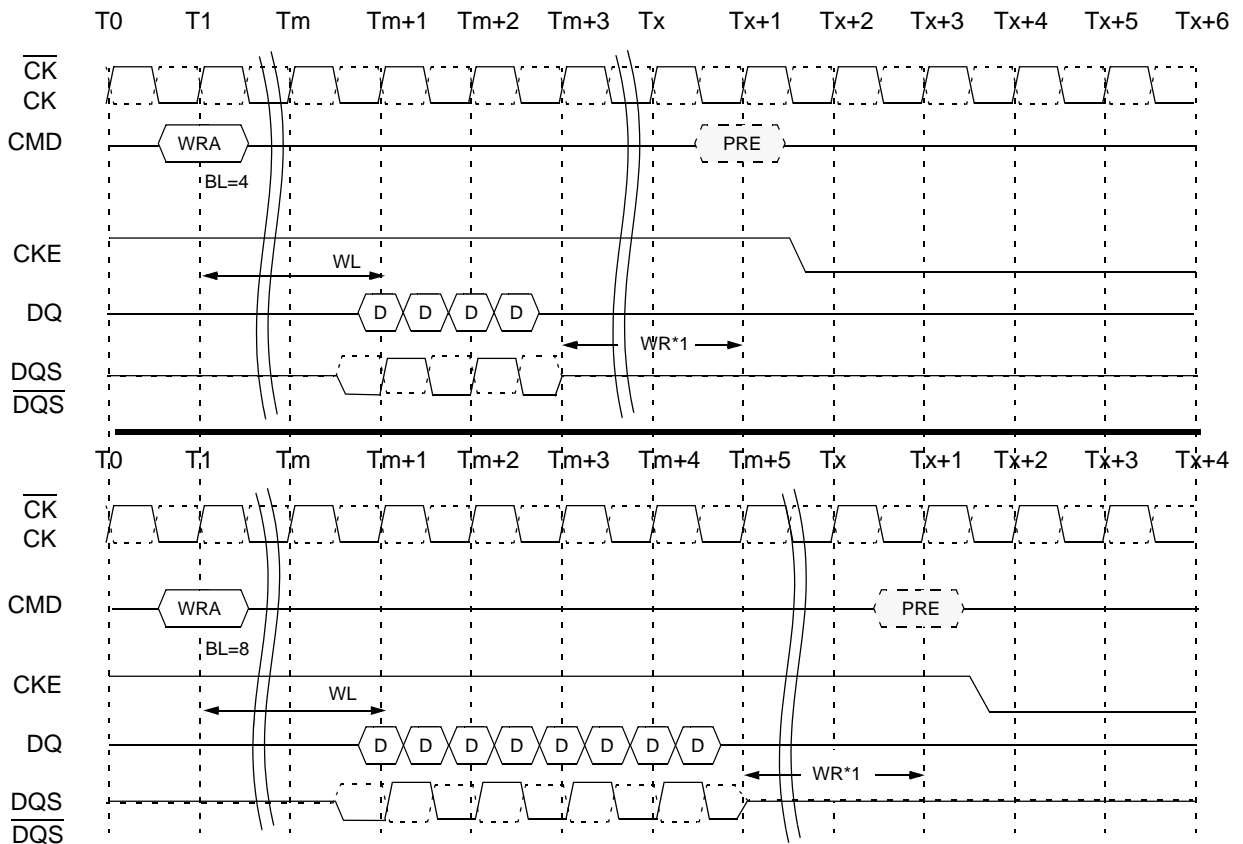 T0 T1 Tm Tm+1 Tm+2 Tm+3 Tx Tx+1 Tx+2 Tx+3 Tx+4 Tx+5 Tx+6
CK
CK
CMD WRA PRE
BL=4
CKE
WL
DQ D D D D
WR*1
DQS
DQS
T0 T1 Tm Tm+1 Tm+2 Tm+3 Tm+4 Tm+5 Tx Tx+1 Tx+2 Tx+3 Tx+4
CK
CK
CMD WRA PRE
BL=8
CKE
WL
DQ D D D D D D D D
WR*1
DQS
DQS